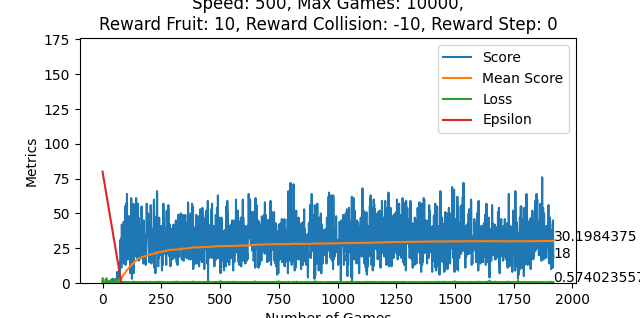 Speed: 500, Max Games: 10000,
Reward Fruit: 10, Reward Collision: -10, Reward Step: 0
175
150
125
100
75
50
25
0
Metrics
Score
Mean Score
Loss
Epsilon
30.1984375
18
0.574023557
0
250
500
750
1000
1250
1500
1750
2000
Number of Games